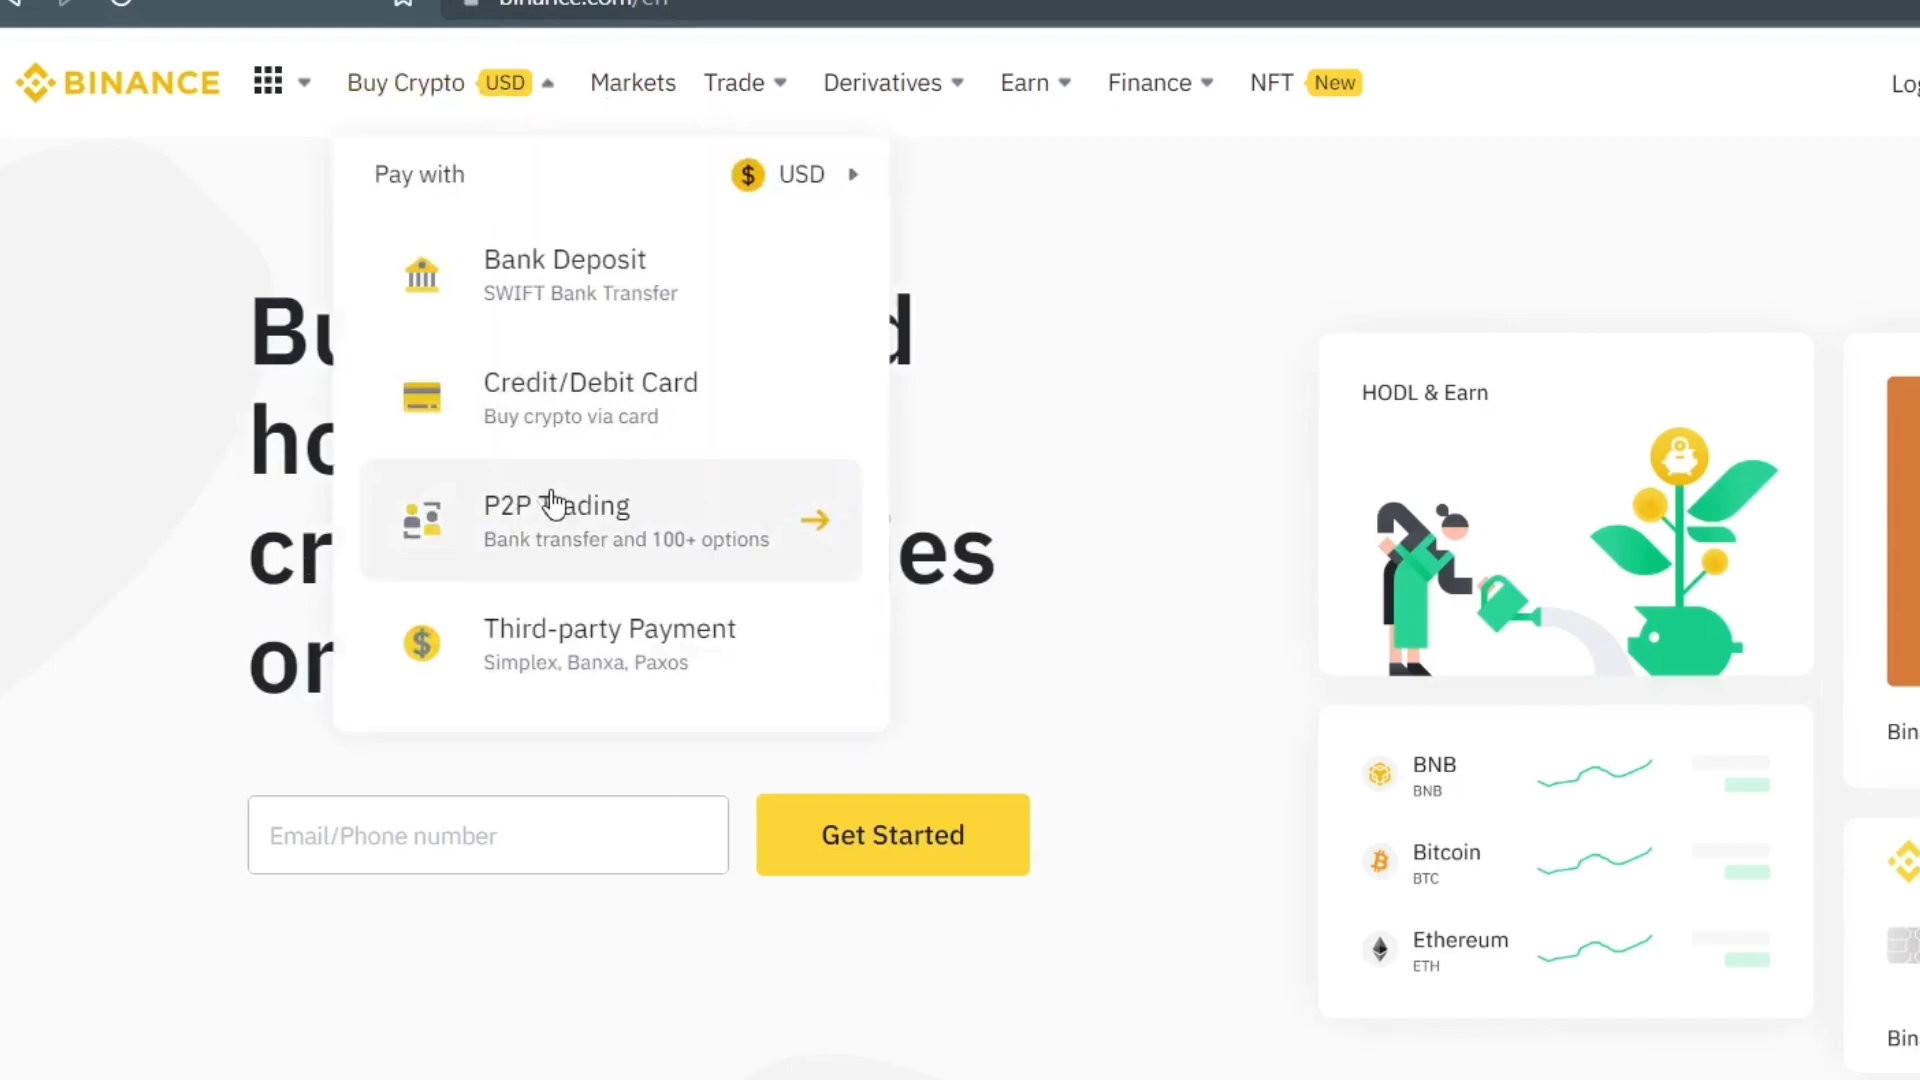 BINANCE
Buy Crypto USD
Markets
Trade
Derivatives
Earn
Finance
NFT New
Pay with
$ USD
Bank Deposit
SWIFT Bank Transfer
Credit/Debit Card
Buy crypto via card
P2P Trading
Bank transfer and 100+ options
Third-party Payment
Simplex, Banxa, Paxos
Email/Phone number
Get Started
HODL & Earn
BNB
BNB
Bitcoin
BTC
Ethereum
ETH